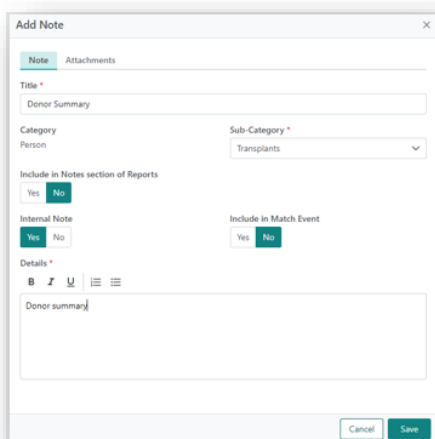 Add Note
Note Attachments
Title *
Donor Summary
Category Sub-Category *
Person Transplants
Include in Notes section of Reports
Yes No
Internal Note Include in Match Event
Yes No Yes No
Details *
B I U
Donor summary
Cancel Save